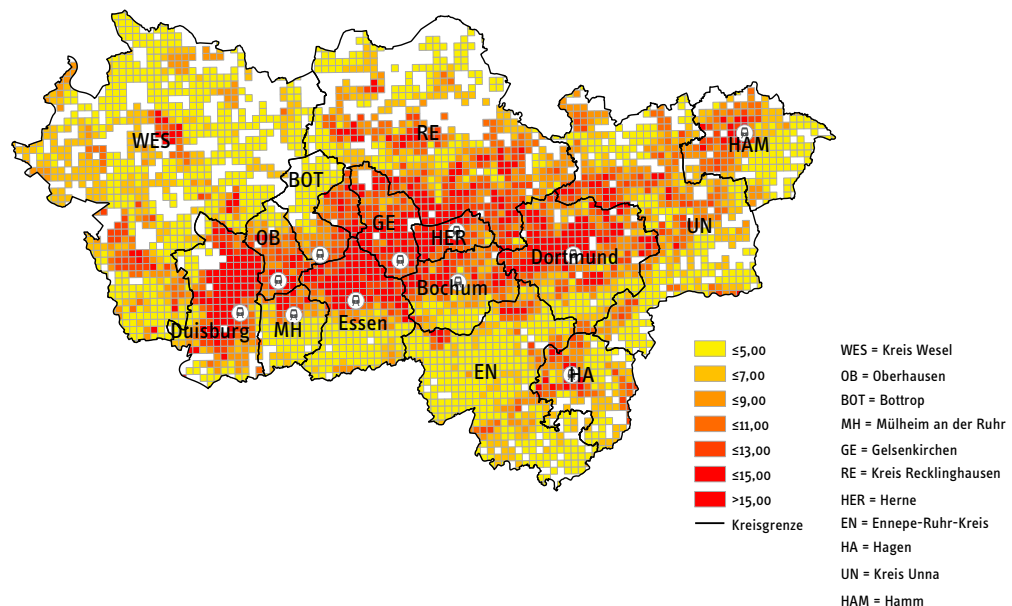 WES
RE
HAM
BOT
GE
UN
OB
HER
Dortmund
Bochum
Duisburg
MH
Essen
EN
HA
≤5,00
≤7,00
≤9,00
≤11,00
≤13,00
≤15,00
>15,00
Kreisgrenze
WES = Kreis Wesel
OB = Oberhausen
BOT = Bottrop
MH = Mülheim an der Ruhr
GE = Gelsenkirchen
RE = Kreis Recklinghausen
HER = Herne
EN = Ennepe-Ruhr-Kreis
HA = Hagen
UN = Kreis Unna
HAM = Hamm